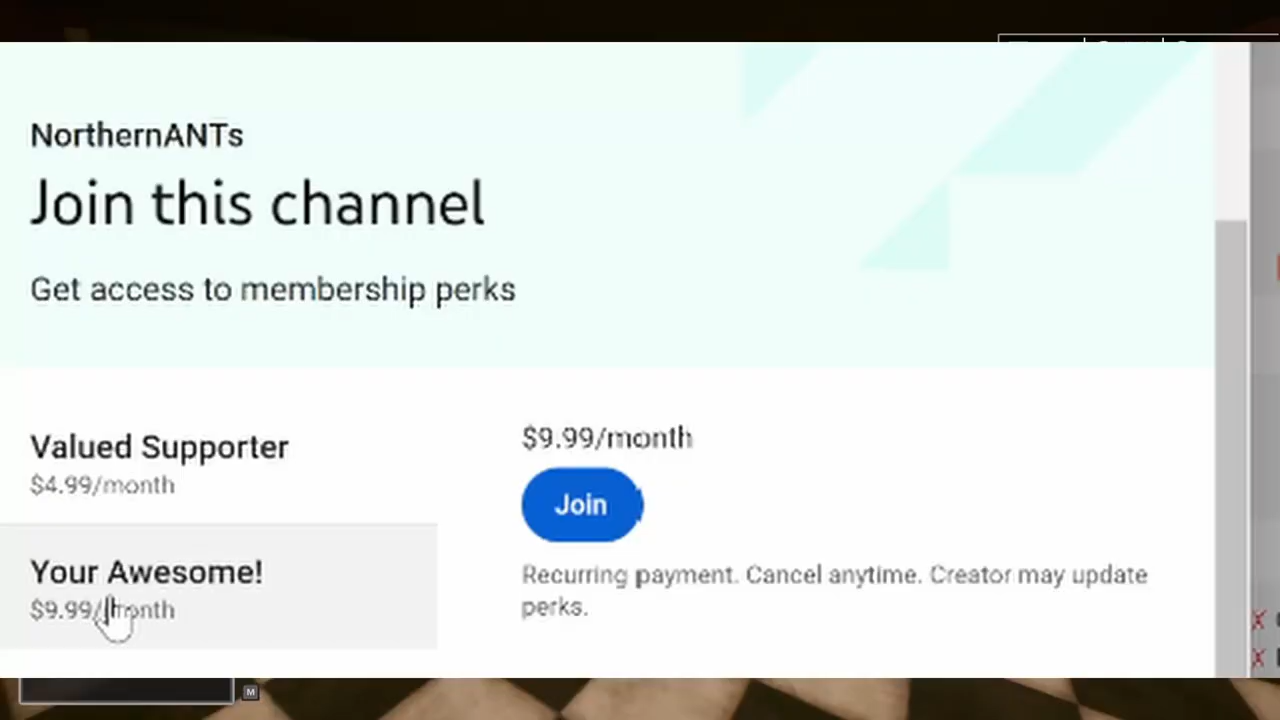 NorthernANTs
Join this channel
Get access to membership perks
Valued Supporter
$4.99/month
Your Awesome!
$9.99/month
$9.99/month
Join
Recurring payment. Cancel anytime. Creator may update
perks.
M